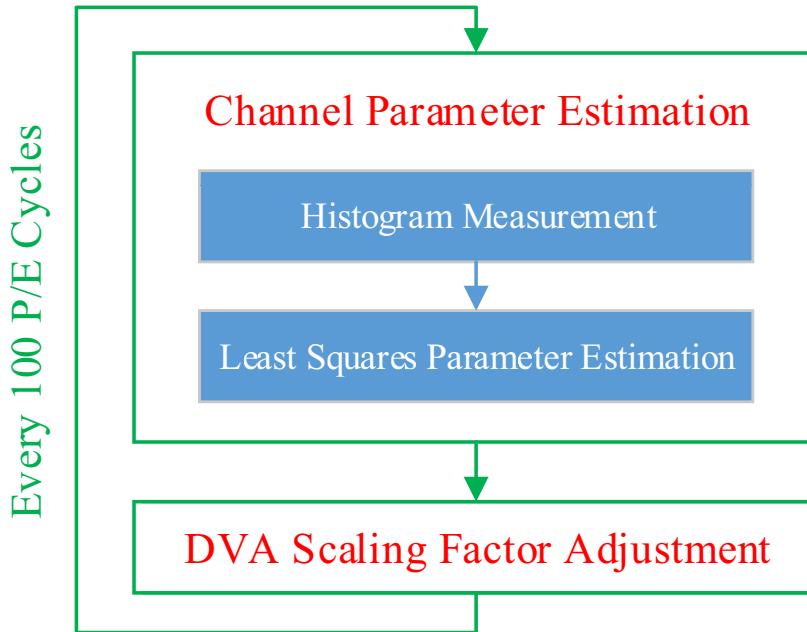 Every 100 P/E Cycles
Channel Parameter Estimation
Histogram Measurement
Least Squares Parameter Estimation
DVA Scaling Factor Adjustment